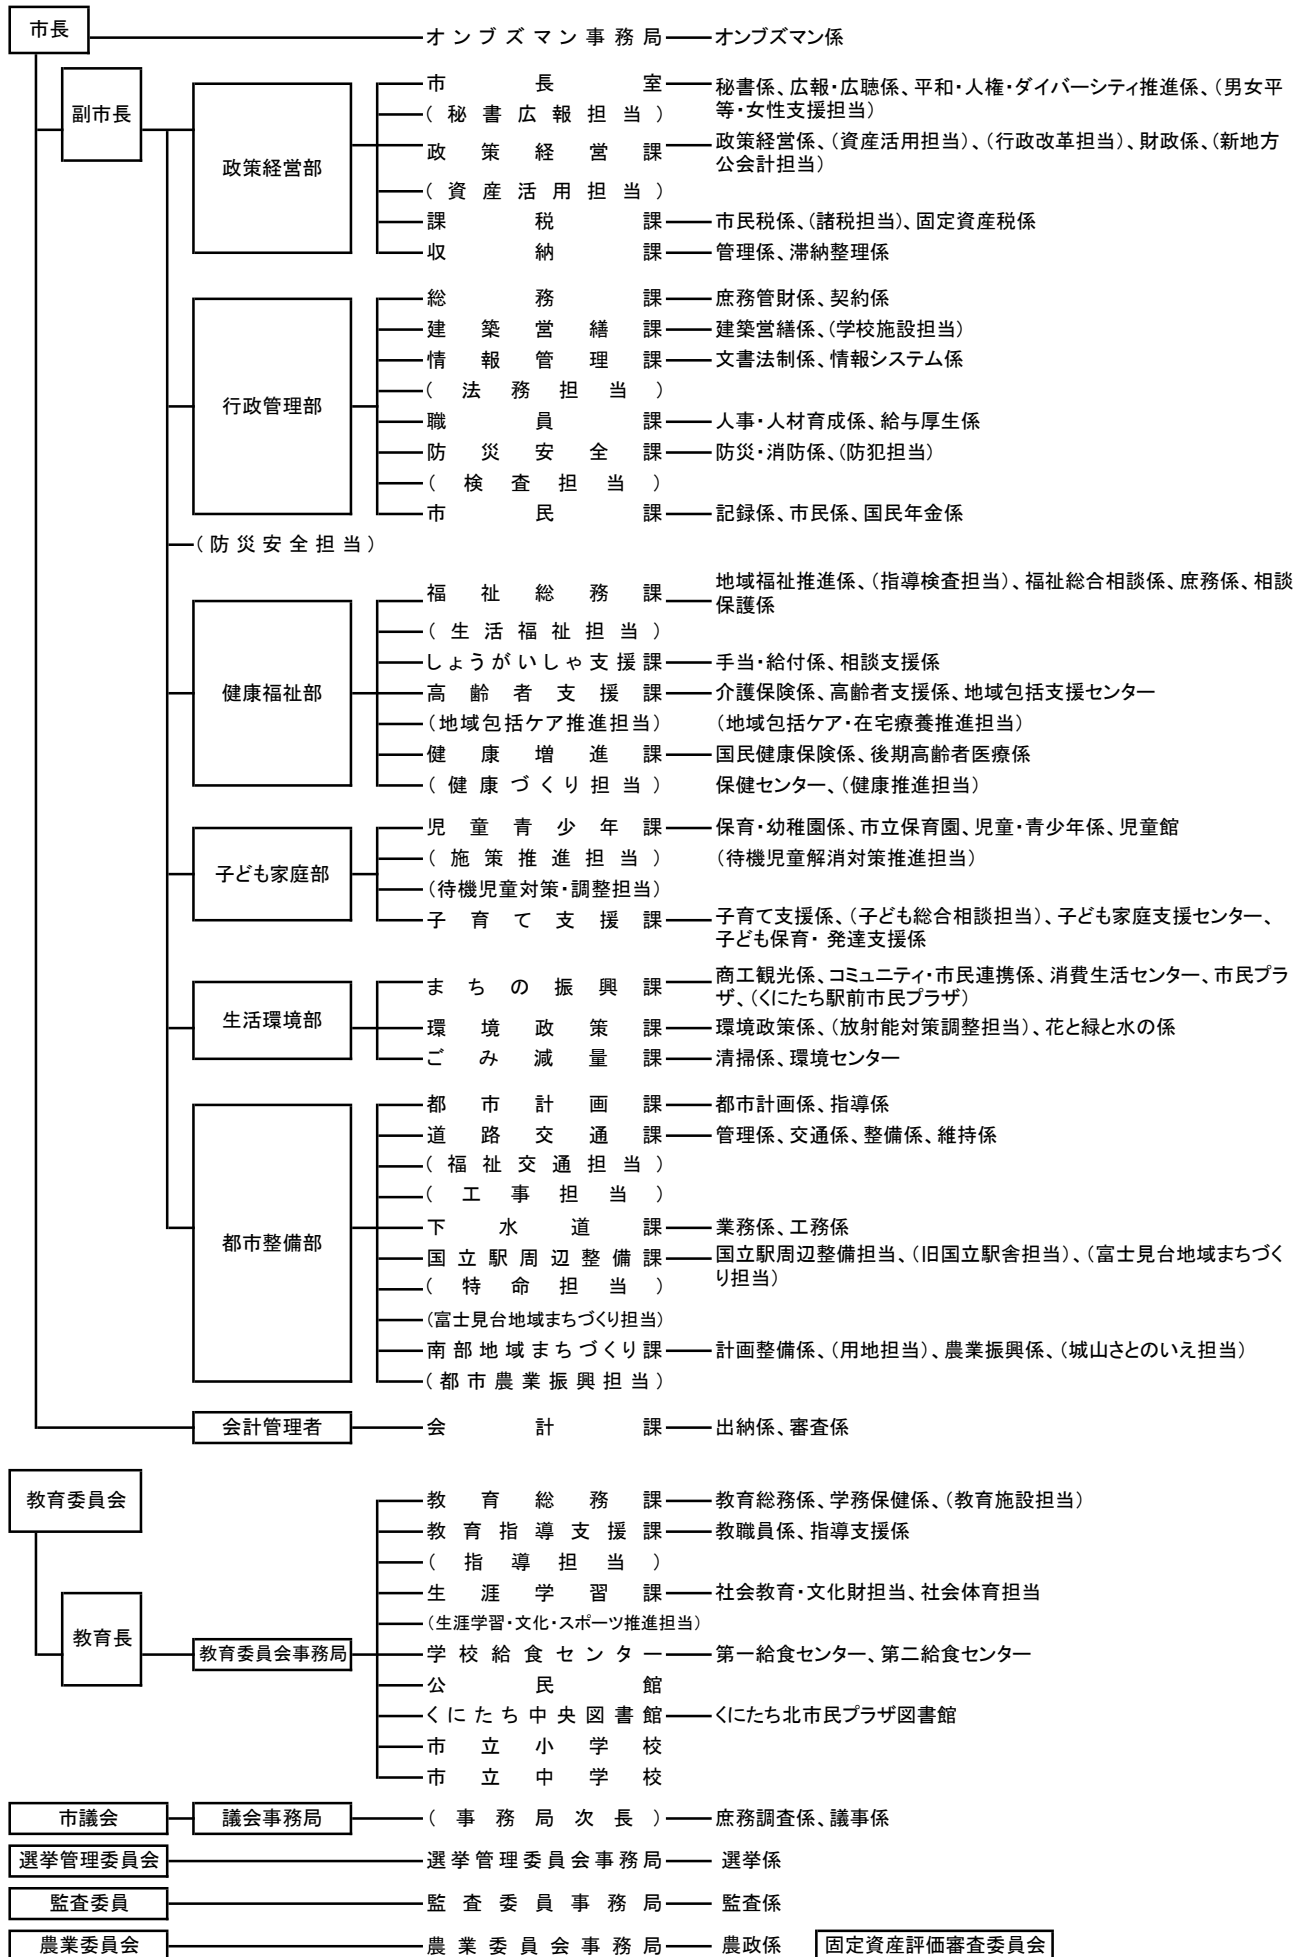 市長
オンブズマン事務局 オンブズマン係
副市長
政策経営部
市長室 秘書係、広報・広聴係、平和・人権・ダイバーシティ推進係、(男女平
等・女性支援担当)
(秘書広報担当)
政策経営課 政策経営係、(資産活用担当)、(行政改革担当)、財政係、(新地方
公会計担当)
(資産活用担当)
課税課 市民税係、(諸税担当)、固定資産税係
収納課 管理係、滞納整理係
行政管理部
総務課 庶務管財係、契約係
建築営繕課 建築営繕係、(学校施設担当)
情報管理課 文書法制係、情報システム係
(法務担当)
職員課 人事・人材育成係、給与厚生係
防災安全課 防災・消防係、(防犯担当)
(検査担当)
市民課 記録係、市民係、国民年金係
(防災安全担当)
健康福祉部
福祉総務課 地域福祉推進係、(指導検査担当)、福祉総合相談係、庶務係、相談
保護係
(生活福祉担当)
しょうがいしゃ支援課 手当・給付係、相談支援係
高齢者支援課 介護保険係、高齢者支援係、地域包括支援センター
(地域包括ケア推進担当) (地域包括ケア・在宅療養推進担当)
健康増進課 国民健康保険係、後期高齢者医療係
(健康づくり担当) 保健センター、(健康推進担当)
子ども家庭部
児童青少年課 保育・幼稚園係、市立保育園、児童・青少年係、児童館
(施策推進担当) (待機児童解消対策推進担当)
(待機児童対策・調整担当)
子育て支援課 子育て支援係、(子ども総合相談担当)、子ども家庭支援センター、
子ども保育・ 発達支援係
生活環境部
まちの振興課 商工観光係、コミュニティ・市民連携係、消費生活センター、市民プラ
ザ、(くにたち駅前市民プラザ)
環境政策課 環境政策係、(放射能対策調整担当)、花と緑と水の係
ごみ減量課 清掃係、環境センター
都市整備部
都市計画課 都市計画係、指導係
道路交通課 管理係、交通係、整備係、維持係
(福祉交通担当)
(工事担当)
下水道課 業務係、工務係
国立駅周辺整備課 国立駅周辺整備担当、(旧国立駅舎担当)、(富士見台地域まちづく
り担当)
(特命担当)
(富士見台地域まちづくり担当)
南部地域まちづくり課 計画整備係、(用地担当)、農業振興係、(城山さとのいえ担当)
(都市農業振興担当)
会計管理者 会計課 出納係、審査係
教育委員会
教育長
教育委員会事務局
教育総務課 教育総務係、学務保健係、(教育施設担当)
教育指導支援課 教職員係、指導支援係
(指導担当)
生涯学習課 社会教育・文化財担当、社会体育担当
(生涯学習・文化・スポーツ推進担当)
学校給食センター 第一給食センター、第二給食センター
公民館
くにたち中央図書館 くにたち北市民プラザ図書館
市立小学校
市立中学校
市議会 議会事務局 (事務局次長) 庶務調査係、議事係
選挙管理委員会 選挙管理委員会事務局 選挙係
監査委員 監査委員事務局 監査係
農業委員会 農業委員会事務局 農政係 固定資産評価審査委員会